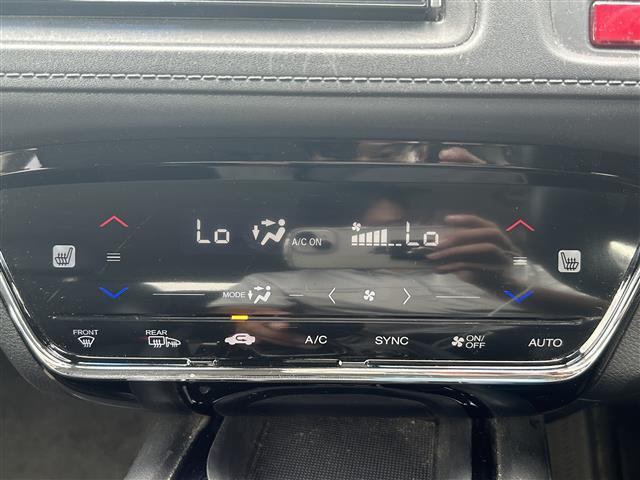 Lo A/C ON Lo
MODE
FRONT REAR A/C SYNC ON/OFF AUTO